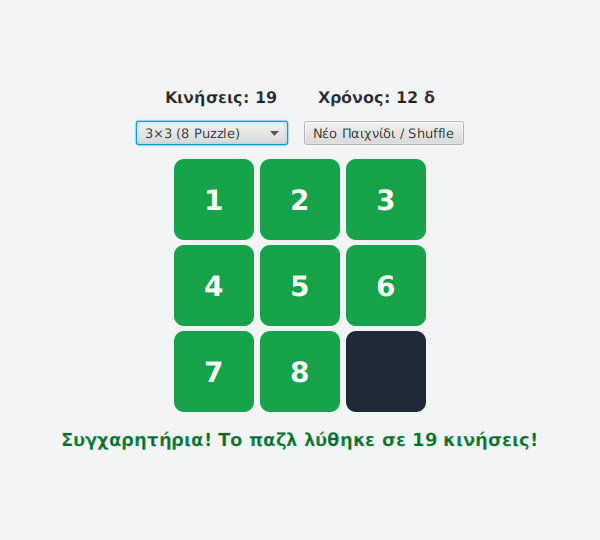 Κινήσεις: 19 Χρόνος: 12 δ
3×3 (8 Puzzle) Νέο Παιχνίδι / Shuffle
1 2 3
4 5 6
7 8
Συγχαρητήρια! Το παζλ λύθηκε σε 19 κινήσεις!